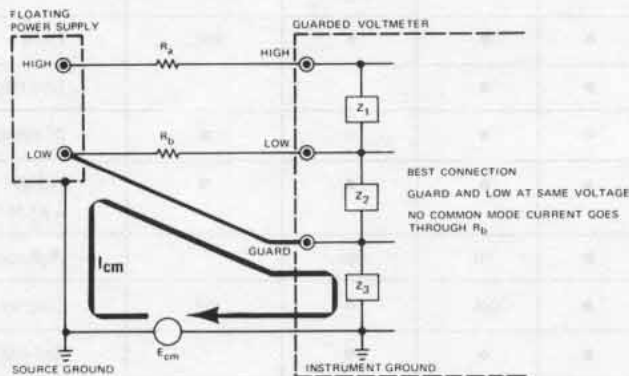 FLOATING
POWER SUPPLY
GUARDED VOLTMETER
HIGH
Ra
HIGH
Z1
LOW
Rb
LOW
BEST CONNECTION
GUARD AND LOW AT SAME VOLTAGE
NO COMMON MODE CURRENT GOES
THROUGH Rb
Z2
GUARD
Icm
Z3
Ecm
SOURCE GROUND
INSTRUMENT GROUND